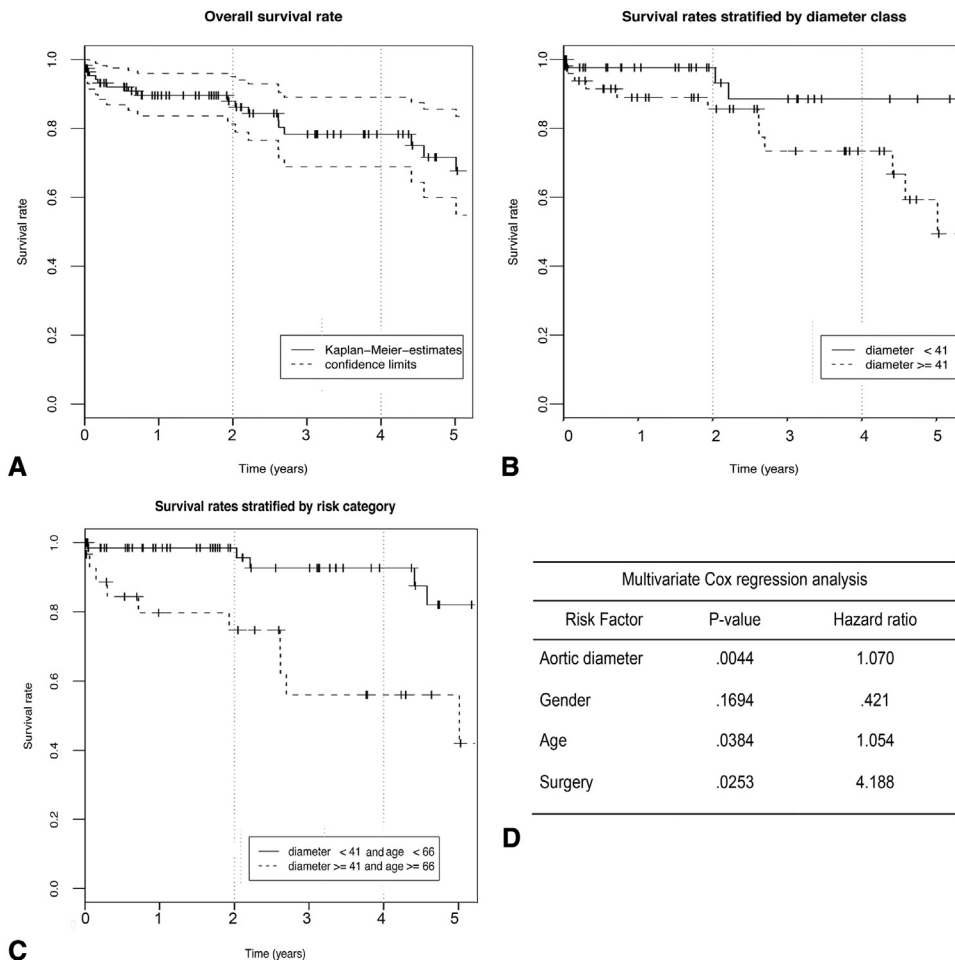 Overall survival rate
Survival rate
0.0 0.2 0.4 0.6 0.8 1.0
Kaplan-Meier-estimates
confidence limits
0 1 2 3 4 5
Time (years)
A
Survival rates stratified by diameter class
Survival rate
0.0 0.2 0.4 0.6 0.8 1.0
diameter < 41
diameter >= 41
0 1 2 3 4 5
Time (years)
B
Survival rates stratified by risk category
Survival rate
0.0 0.2 0.4 0.6 0.8 1.0
diameter < 41 and age < 66
diameter >= 41 and age >= 66
0 1 2 3 4 5
Time (years)
C
Multivariate Cox regression analysis
Risk Factor P-value Hazard ratio
Aortic diameter .0044 1.070
Gender .1694 .421
Age .0384 1.054
Surgery .0253 4.188
D